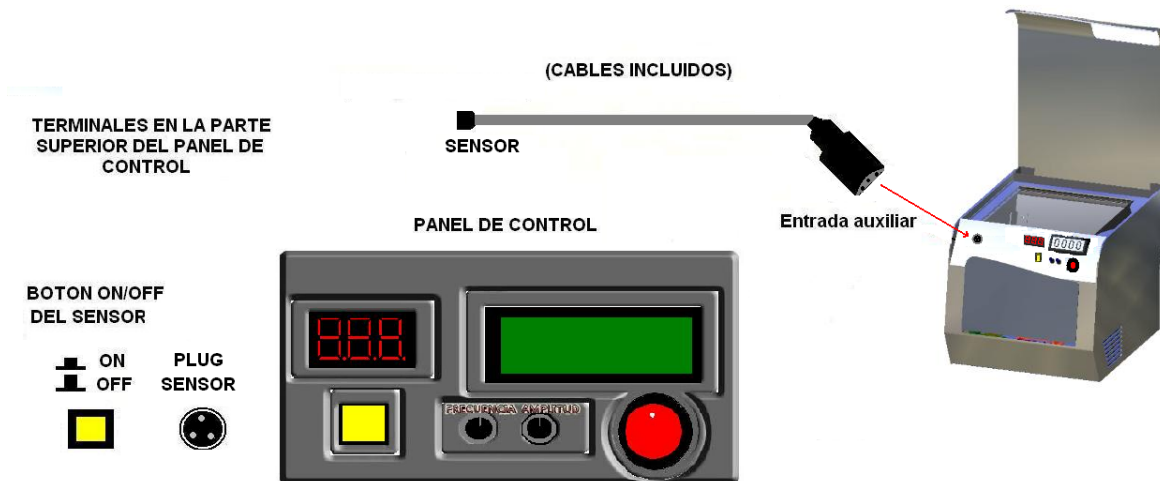 (CABLES INCLUIDOS)
TERMINALES EN LA PARTE
SUPERIOR DEL PANEL DE
CONTROL
SENSOR
Entrada auxiliar
PANEL DE CONTROL
BOTON ON/OFF
DEL SENSOR
ON
OFF
PLUG
SENSOR
FRECUENCIA AMPLITUD